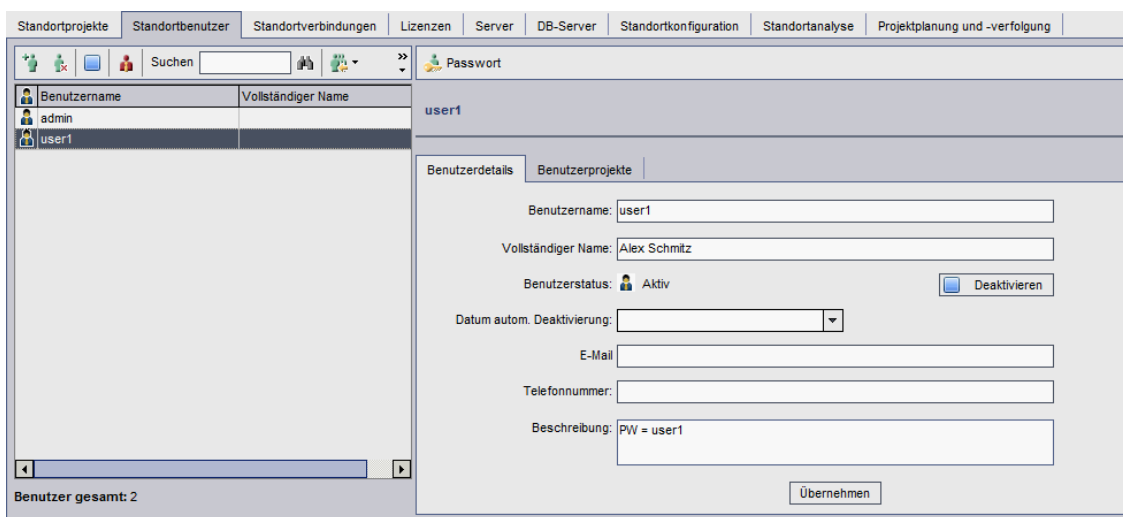 Standortprojekte Standortbenutzer Standortverbindungen Lizenzen Server DB-Server Standortkonfiguration Standortanalyse Projektplanung und -verfolgung
Suchen » Passwort
Benutzername Vollständiger Name
admin
user1
user1
Benutzerdetails Benutzerprojekte
Benutzername: user1
Vollständiger Name: Alex Schmitz
Benutzerstatus: Aktiv Deaktivieren
Datum autom. Deaktivierung:
E-Mail
Telefonnummer:
Beschreibung: PW = user1
Übernehmen
Benutzer gesamt: 2